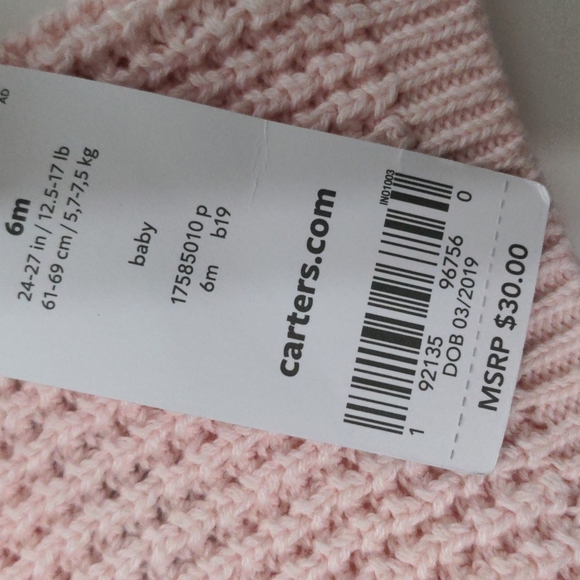 AD
6m
24-27 in / 12.5-17 lb
61-69 cm / 5,7-7,5 kg
baby
17585010 p
6m b19
carters.com
IN01003
1 92135 96756 0
DOB 03/2019
MSRP $30.00